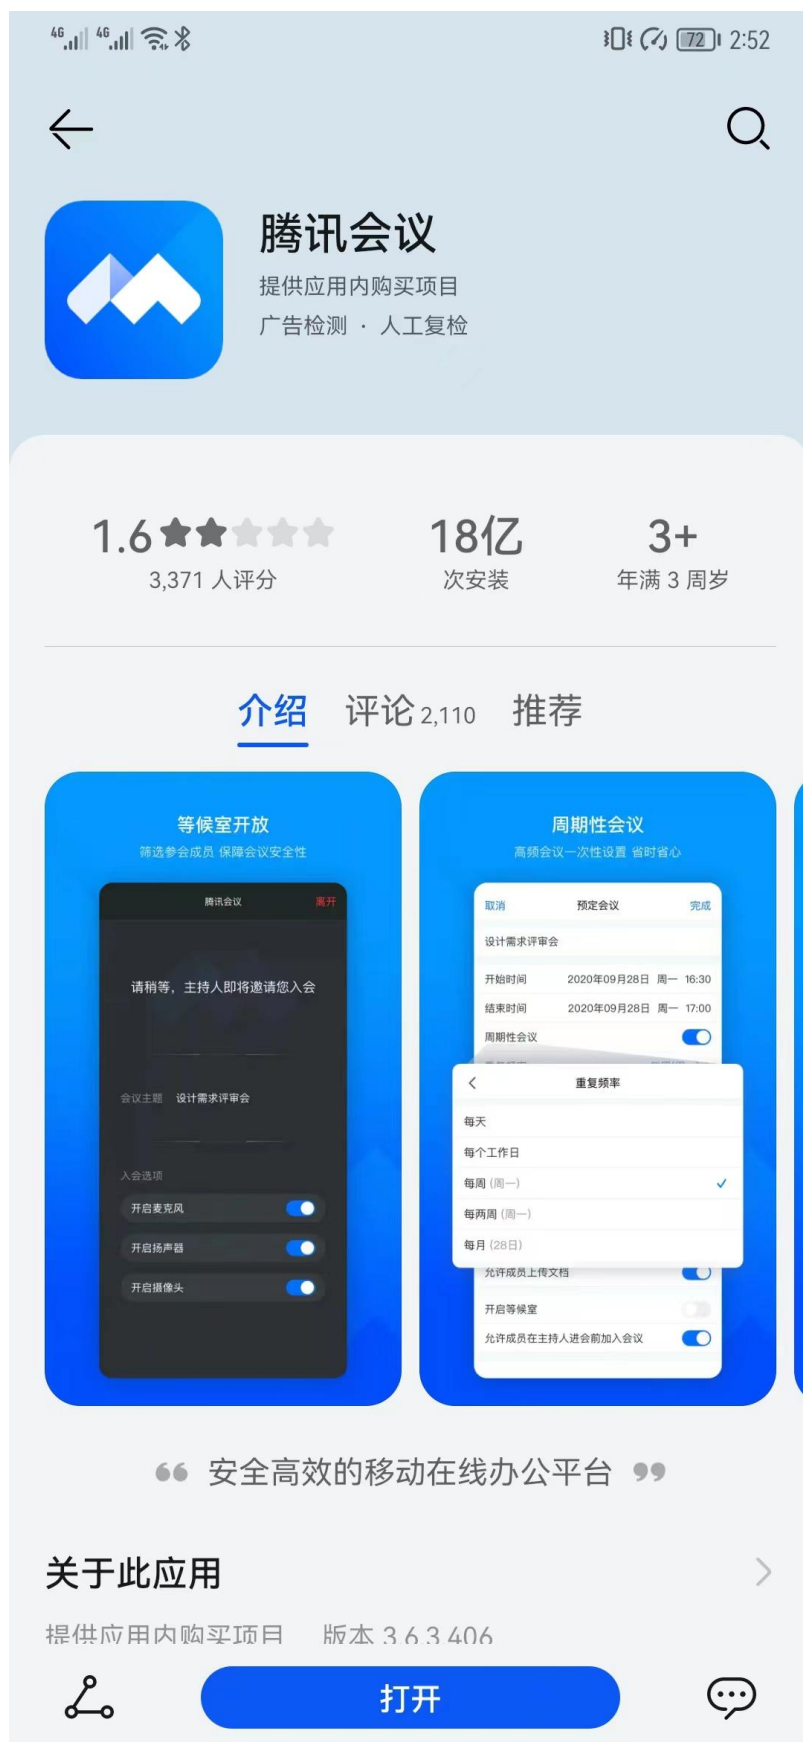 4G 4G 72 2:52
腾讯会议
提供应用内购买项目
广告检测 · 人工复检
1.6 18亿 3+
3,371 人评分 次安装 年满 3 周岁
介绍 评论 2,110 推荐
等候室开放
筛选参会成员 保障会议安全性
腾讯会议 离开
请稍等，主持人即将邀请您入会
会议主题 设计需求评审会
入会选项
开启麦克风
开启扬声器
开启摄像头
周期性会议
高频会议一次性设置 省时省心
取消 预定会议 完成
设计需求评审会
开始时间 2020年09月28日 周一 16:30
结束时间 2020年09月28日 周一 17:00
周期性会议
重复频率
每天
每个工作日
每周 (周一)
每两周 (周一)
每月 (28日)
允许成员上传文档
开启等候室
允许成员在主持人进会前加入会议
“ 安全高效的移动在线办公平台 ”
关于此应用
提供应用内购买项目 版本 3.6.3.406
打开